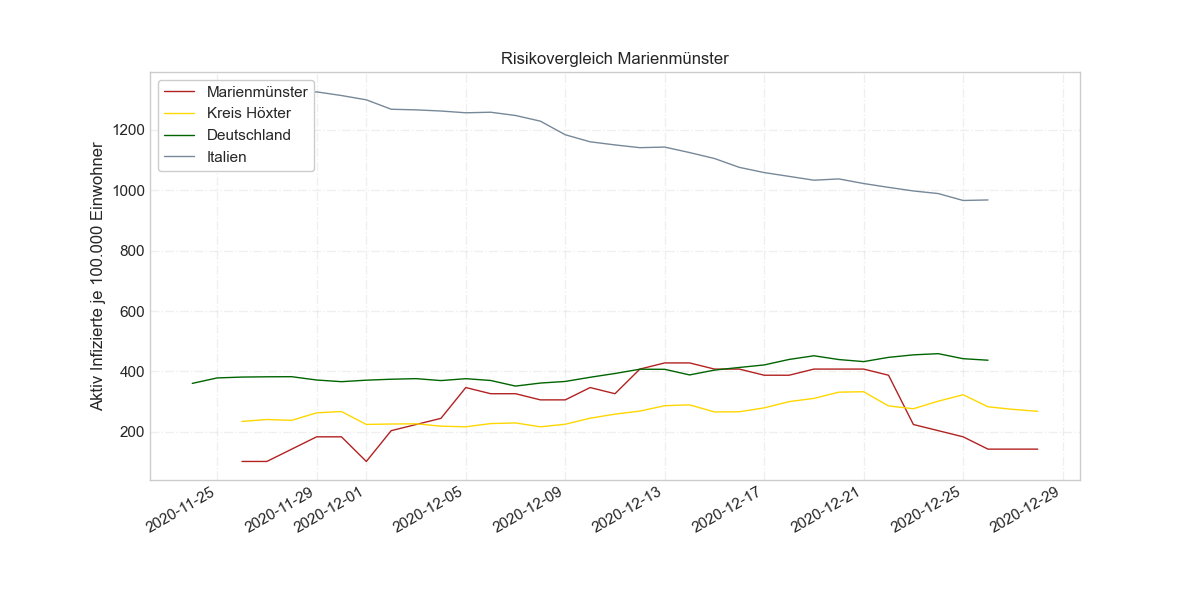 Risikovergleich Marienmünster
Marienmünster
Kreis Höxter
Deutschland
Italien
Aktiv Infizierte je 100.000 Einwohner
1200
1000
800
600
400
200
2020-11-25
2020-11-29
2020-12-01
2020-12-05
2020-12-09
2020-12-13
2020-12-17
2020-12-21
2020-12-25
2020-12-29